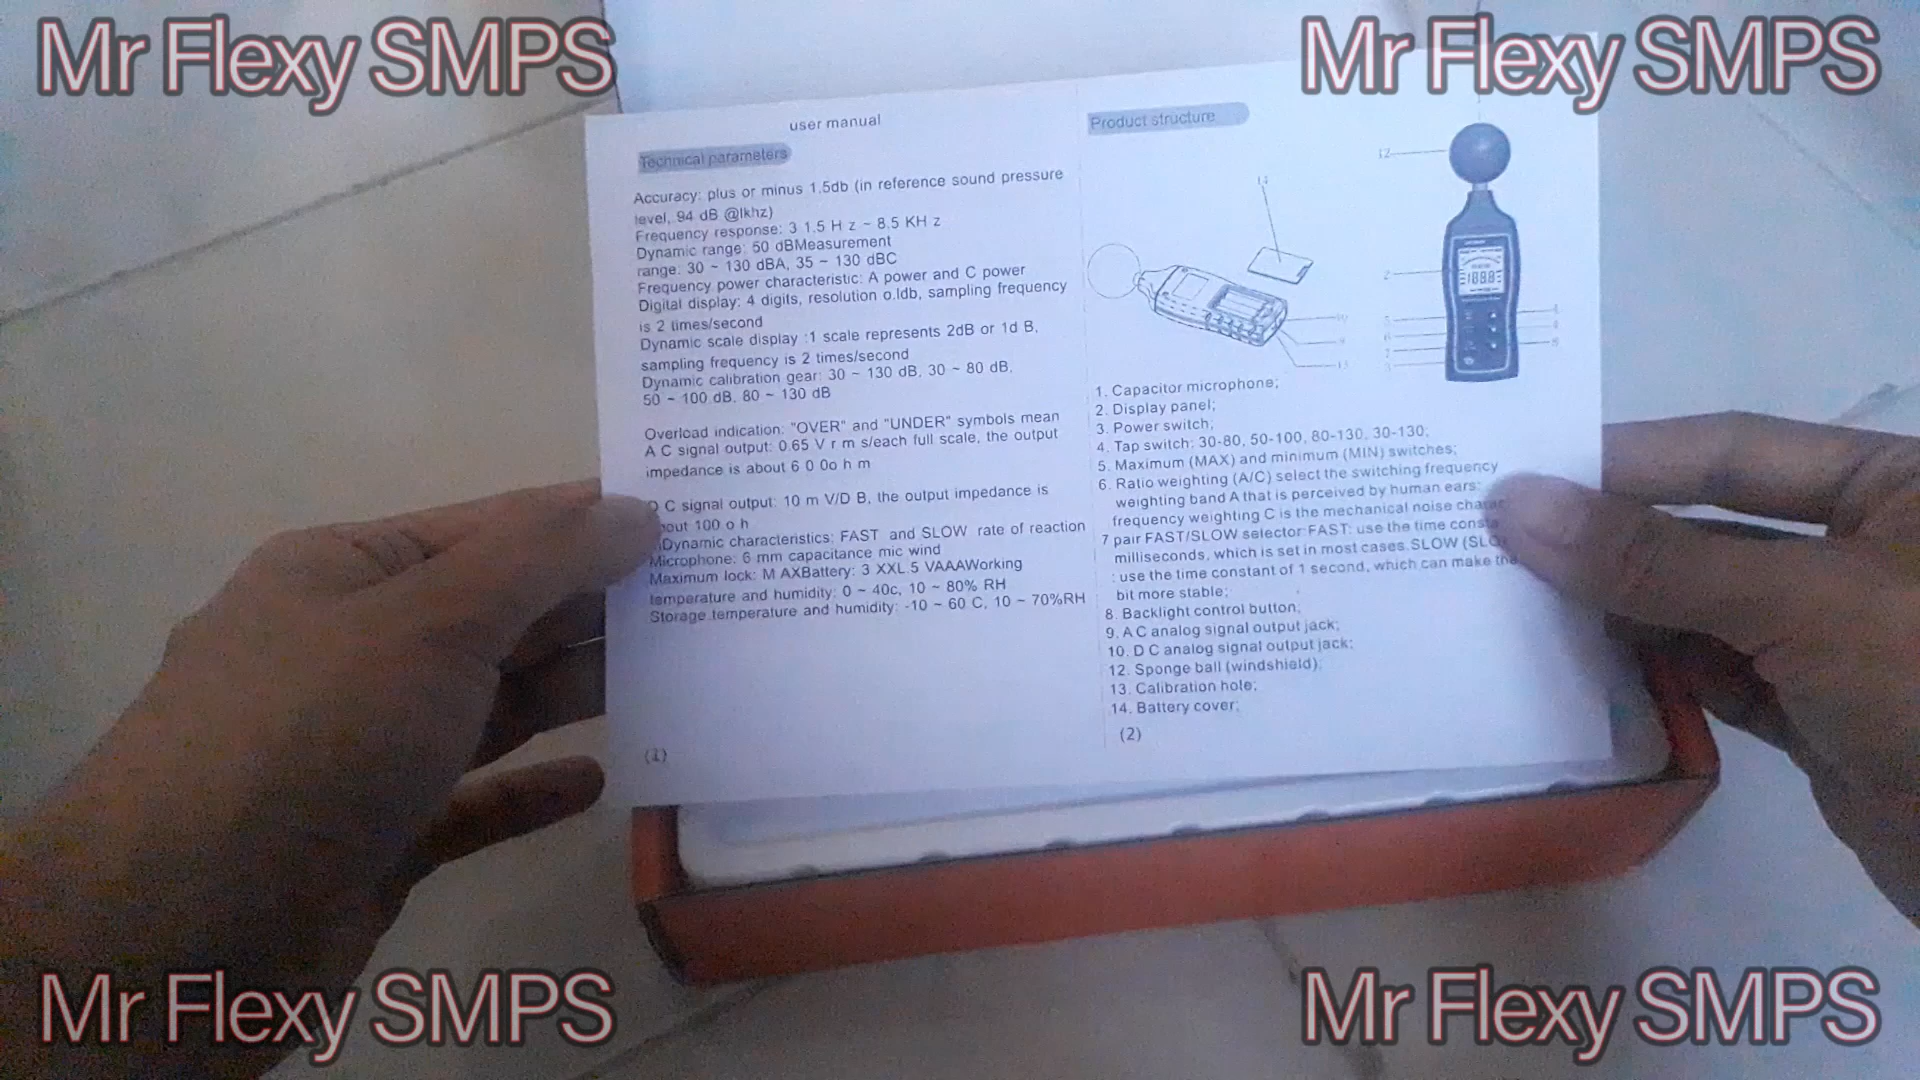 Mr Flexy SMPS
Mr Flexy SMPS
user manual
Technical parameters
Accuracy: plus or minus 1.5db (in reference sound pressure
level, 94 dB @lkhz)
Frequency response: 3 1.5 H z ~ 8.5 KH z
Dynamic range: 50 dBMeasurement
range: 30 ~ 130 dBA, 35 ~ 130 dBC
Frequency power characteristic: A power and C power
Digital display: 4 digits, resolution o.ldb, sampling frequency
is 2 times/second
Dynamic scale display :1 scale represents 2dB or 1d B,
sampling frequency is 2 times/second
Dynamic calibration gear: 30 ~ 130 dB, 30 ~ 80 dB,
50 ~ 100 dB, 80 ~ 130 dB
Overload indication: "OVER" and "UNDER" symbols mean
A C signal output: 0.65 V r m s/each full scale, the output
impedance is about 6 0 0o h m
C signal output: 10 m V/D B, the output impedance is
100 o h
Dynamic characteristics: FAST and SLOW rate of reaction
Microphone: 6 mm capacitance mic wind
Maximum lock: M AXBattery: 3 XXL.5 VAAAWorking
temperature and humidity: 0 ~ 40c, 10 ~ 80% RH
Storage temperature and humidity: -10 ~ 60 C, 10 ~ 70%RH
(1)
Product structure
12
14
2
188.8
10
9
13
8
1. Capacitor microphone;
2. Display panel;
3. Power switch;
4. Tap switch: 30-80, 50-100, 80-130, 30-130;
5. Maximum (MAX) and minimum (MIN) switches;
6. Ratio weighting (A/C) select the switching frequency
weighting band A that is perceived by human ears;
frequency weighting C is the mechanical noise
7 pair FAST/SLOW selector FAST: use the time
milliseconds, which is set in most cases.SLOW
: use the time constant of 1 second, which can make the
bit more stable;
8. Backlight control button;
9. A C analog signal output jack;
10. D C analog signal output jack;
12. Sponge ball (windshield);
13. Calibration hole;
14. Battery cover;
(2)
Mr Flexy SMPS
Mr Flexy SMPS